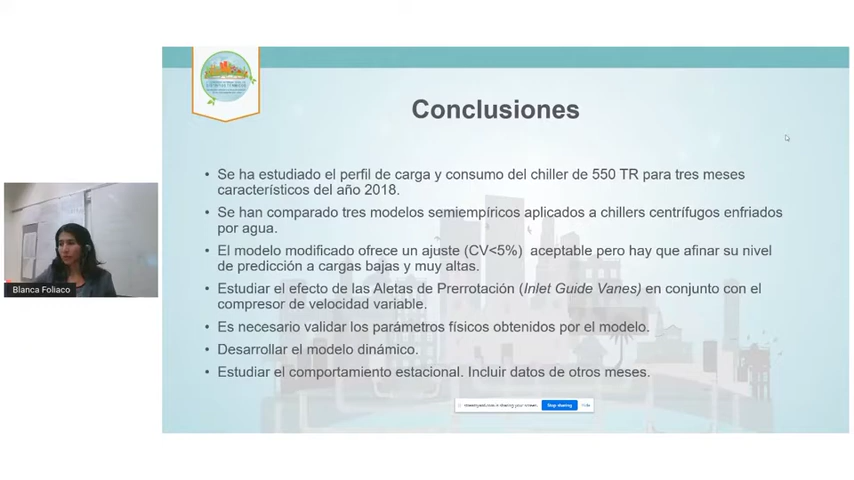 Conclusiones
• Se ha estudiado el perfil de carga y consumo del chiller de 550 TR para tres meses
característicos del año 2018.
• Se han comparado tres modelos semiempíricos aplicados a chillers centrífugos enfriados
por agua.
• El modelo modificado ofrece un ajuste (CV<5%) aceptable pero hay que afinar su nivel
de predicción a cargas bajas y muy altas.
• Estudiar el efecto de las Aletas de Prerrotación (Inlet Guide Vanes) en conjunto con el
compresor de velocidad variable.
• Es necesario validar los parámetros físicos obtenidos por el modelo.
• Desarrollar el modelo dinámico.
• Estudiar el comportamiento estacional. Incluir datos de otros meses.
Blanca Foliaco
is sharing your screen. Stop sharing Hide